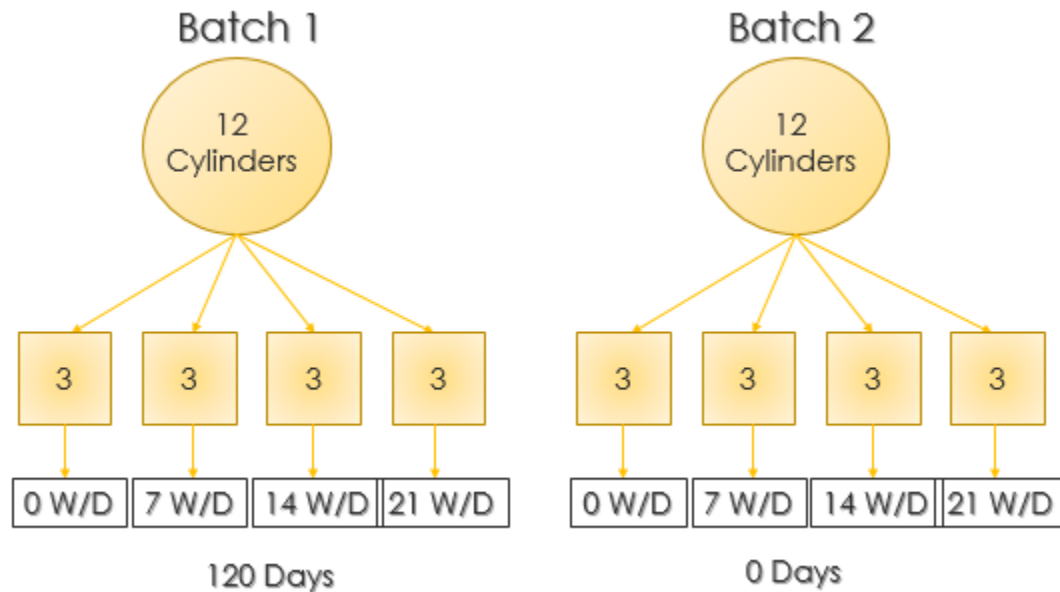 Batch 1
12
Cylinders
3 3 3 3
0 W/D 7 W/D 14 W/D 21 W/D
120 Days
Batch 2
12
Cylinders
3 3 3 3
0 W/D 7 W/D 14 W/D 21 W/D
0 Days